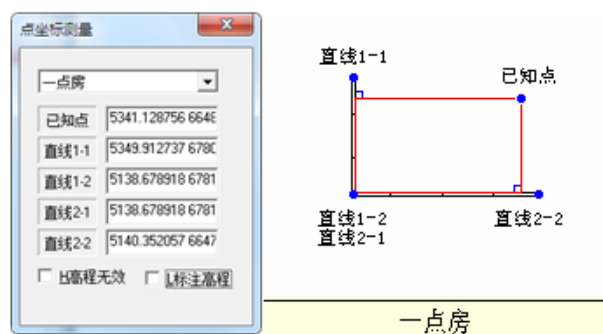 点坐标测量
一点房
已知点 5341.128756 6648
直线1-1 5349.912737 6780
直线1-2 5138.678918 6781
直线2-1 5138.678918 6781
直线2-2 5140.352057 6647
H高程无效 L标注高程
直线1-1
已知点
直线1-2
直线2-1
直线2-2
一点房